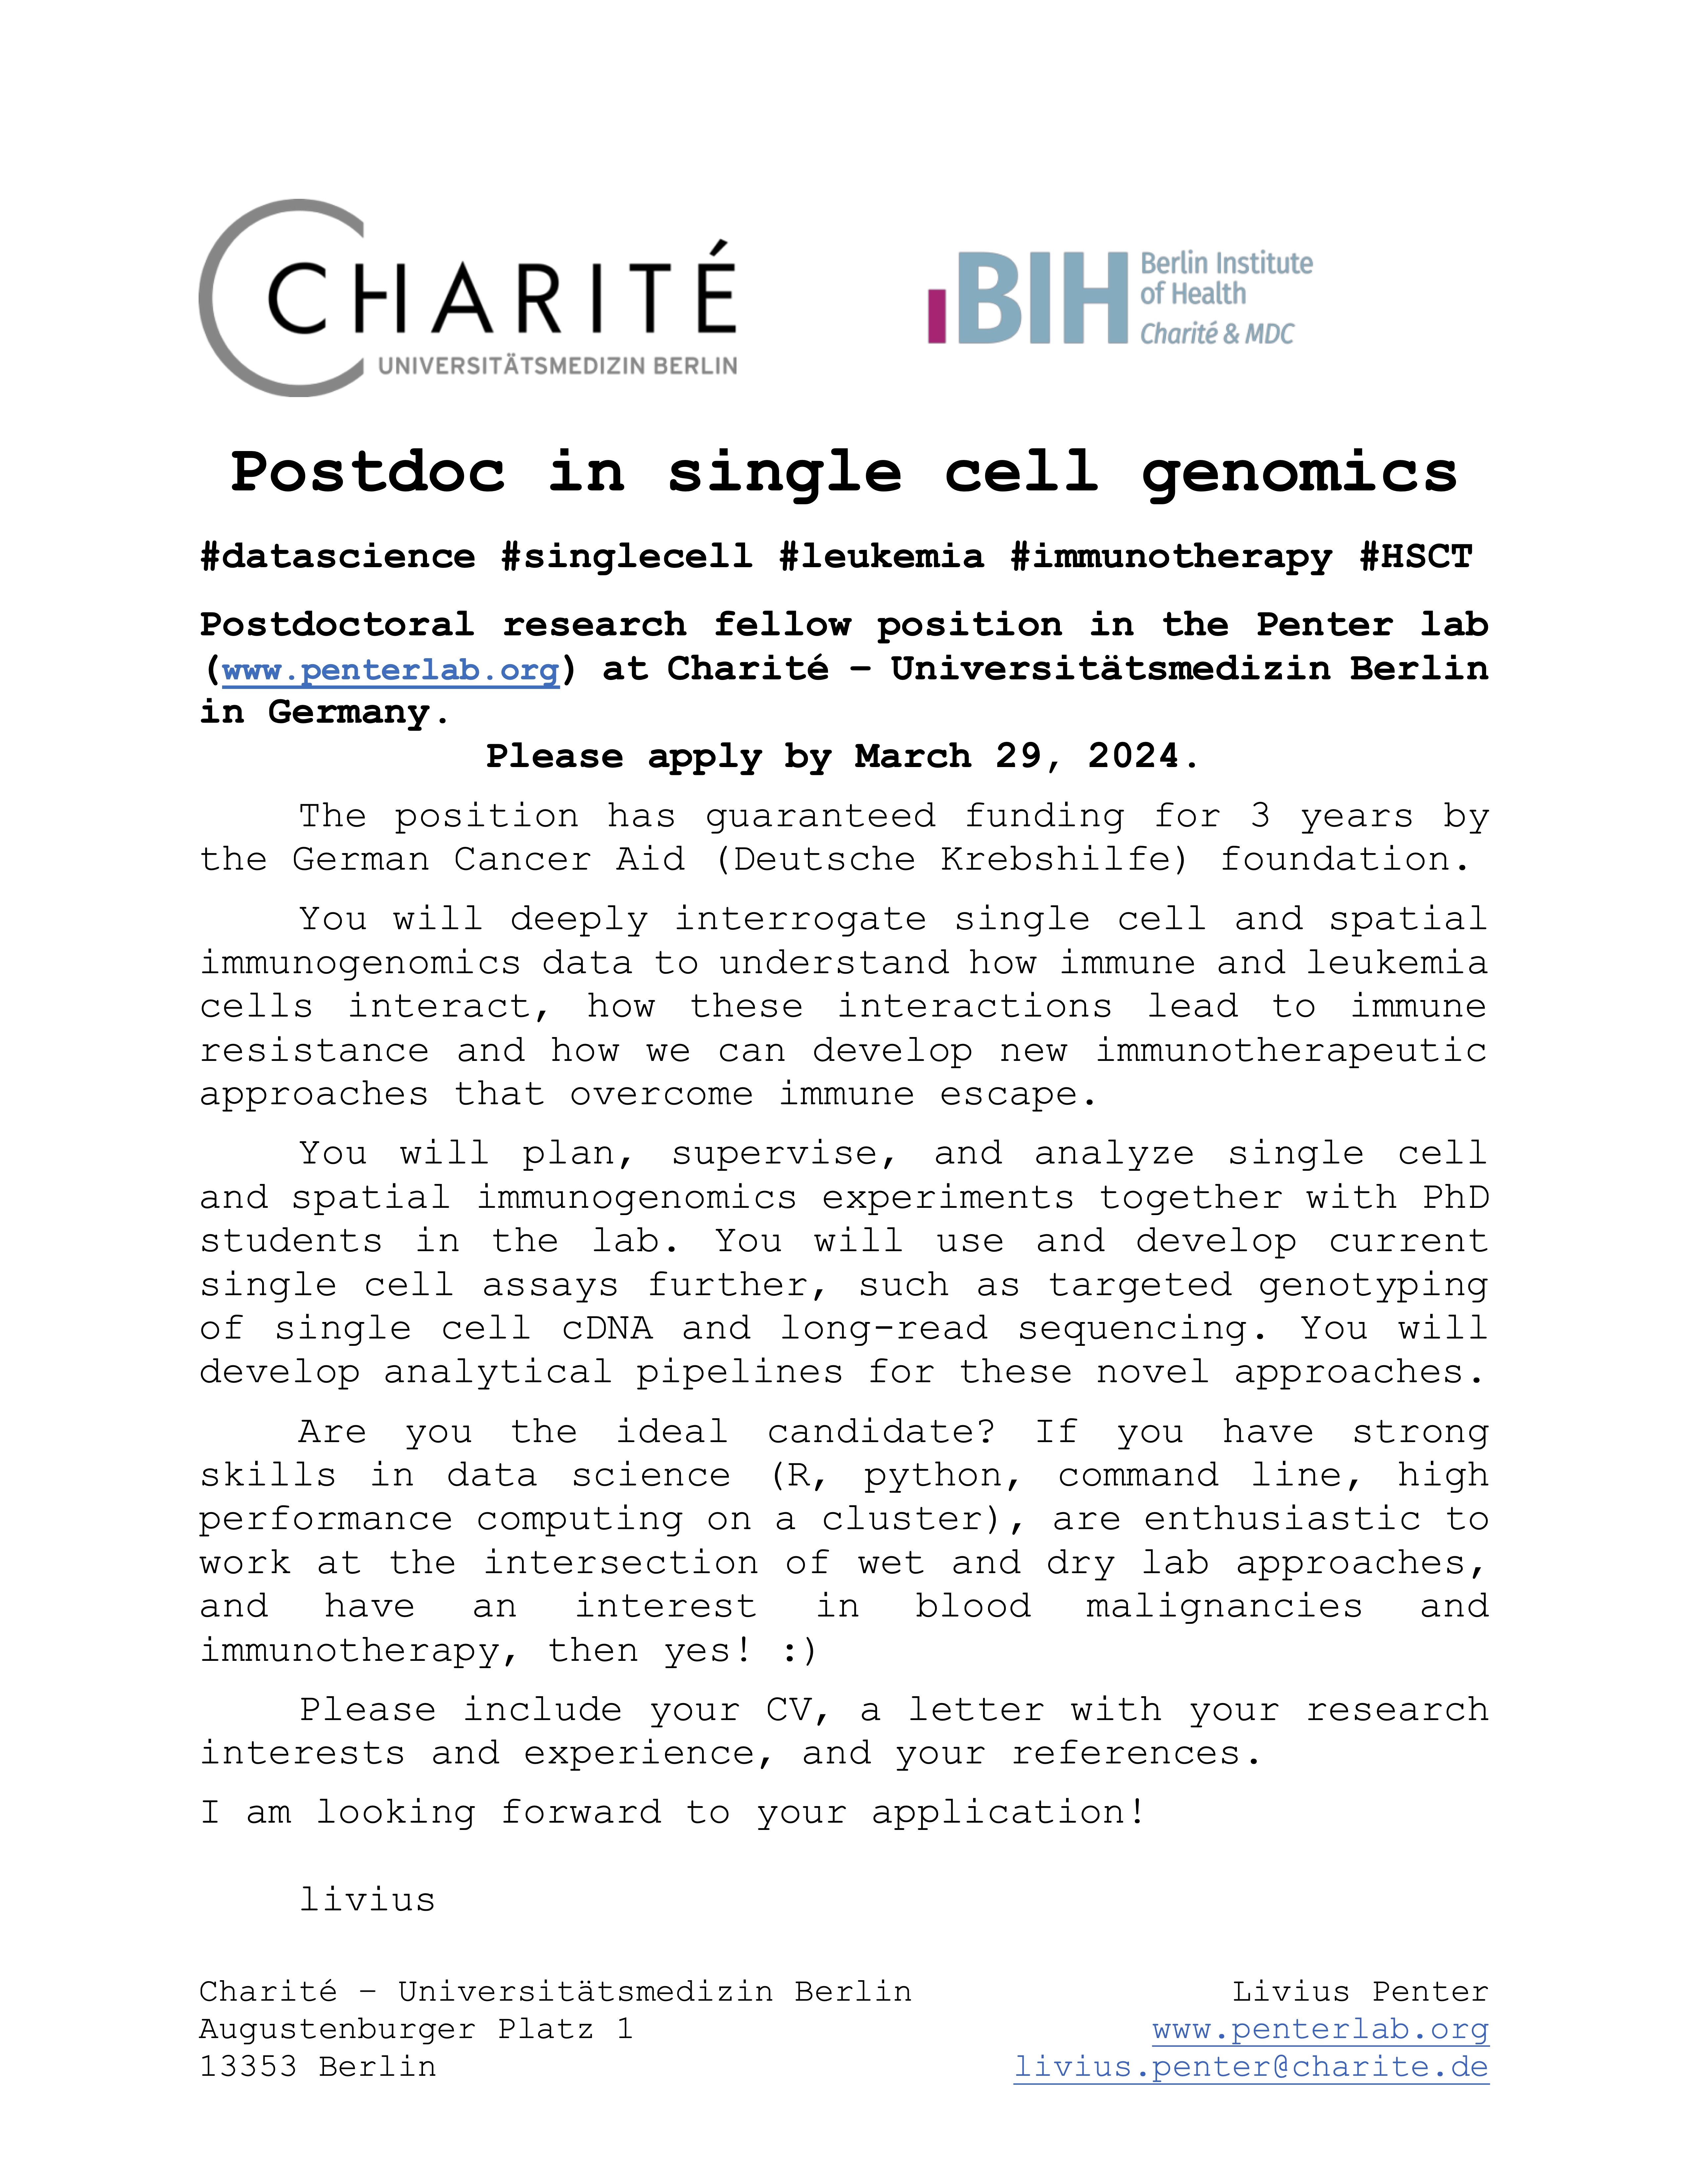 CHARITÉ
UNIVERSITÄTSMEDIZIN BERLIN
BIH
Berlin Institute
of Health
Charité & MDC
Postdoc in single cell genomics
#datascience #singlecell #leukemia #immunotherapy #HSCT
Postdoctoral research fellow position in the Penter lab
(www.penterlab.org) at Charité – Universitätsmedizin Berlin
in Germany.
Please apply by March 29, 2024.
The position has guaranteed funding for 3 years by
the German Cancer Aid (Deutsche Krebshilfe) foundation.
You will deeply interrogate single cell and spatial
immunogenomics data to understand how immune and leukemia
cells interact, how these interactions lead to immune
resistance and how we can develop new immunotherapeutic
approaches that overcome immune escape.
You will plan, supervise, and analyze single cell
and spatial immunogenomics experiments together with PhD
students in the lab. You will use and develop current
single cell assays further, such as targeted genotyping
of single cell cDNA and long-read sequencing. You will
develop analytical pipelines for these novel approaches.
Are you the ideal candidate? If you have strong
skills in data science (R, python, command line, high
performance computing on a cluster), are enthusiastic to
work at the intersection of wet and dry lab approaches,
and have an interest in blood malignancies and
immunotherapy, then yes! :)
Please include your CV, a letter with your research
interests and experience, and your references.
I am looking forward to your application!
livius
Charité – Universitätsmedizin Berlin
Augustenburger Platz 1
13353 Berlin
Livius Penter
www.penterlab.org
livius.penter@charite.de